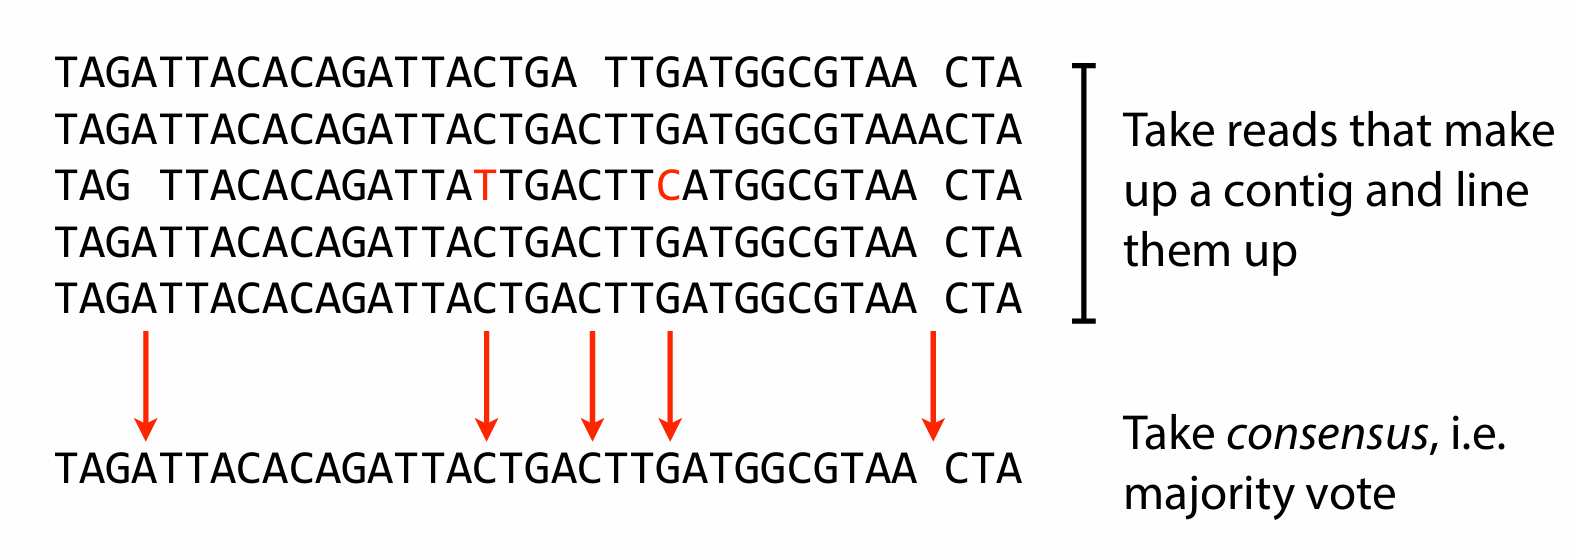 TAGATTACACAGATTACTGA TTGATGGCGTAA CTA
TAGATTACACAGATTACTGACTTGATGGCGTAAACTA
TAG TTACACAGATTATTGACTTCATGGCGTAA CTA
TAGATTACACAGATTACTGACTTGATGGCGTAA CTA
TAGATTACACAGATTACTGACTTGATGGCGTAA CTA
Take reads that make
up a contig and line
them up
TAGATTACACAGATTACTGACTTGATGGCGTAA CTA
Take consensus, i.e.
majority vote